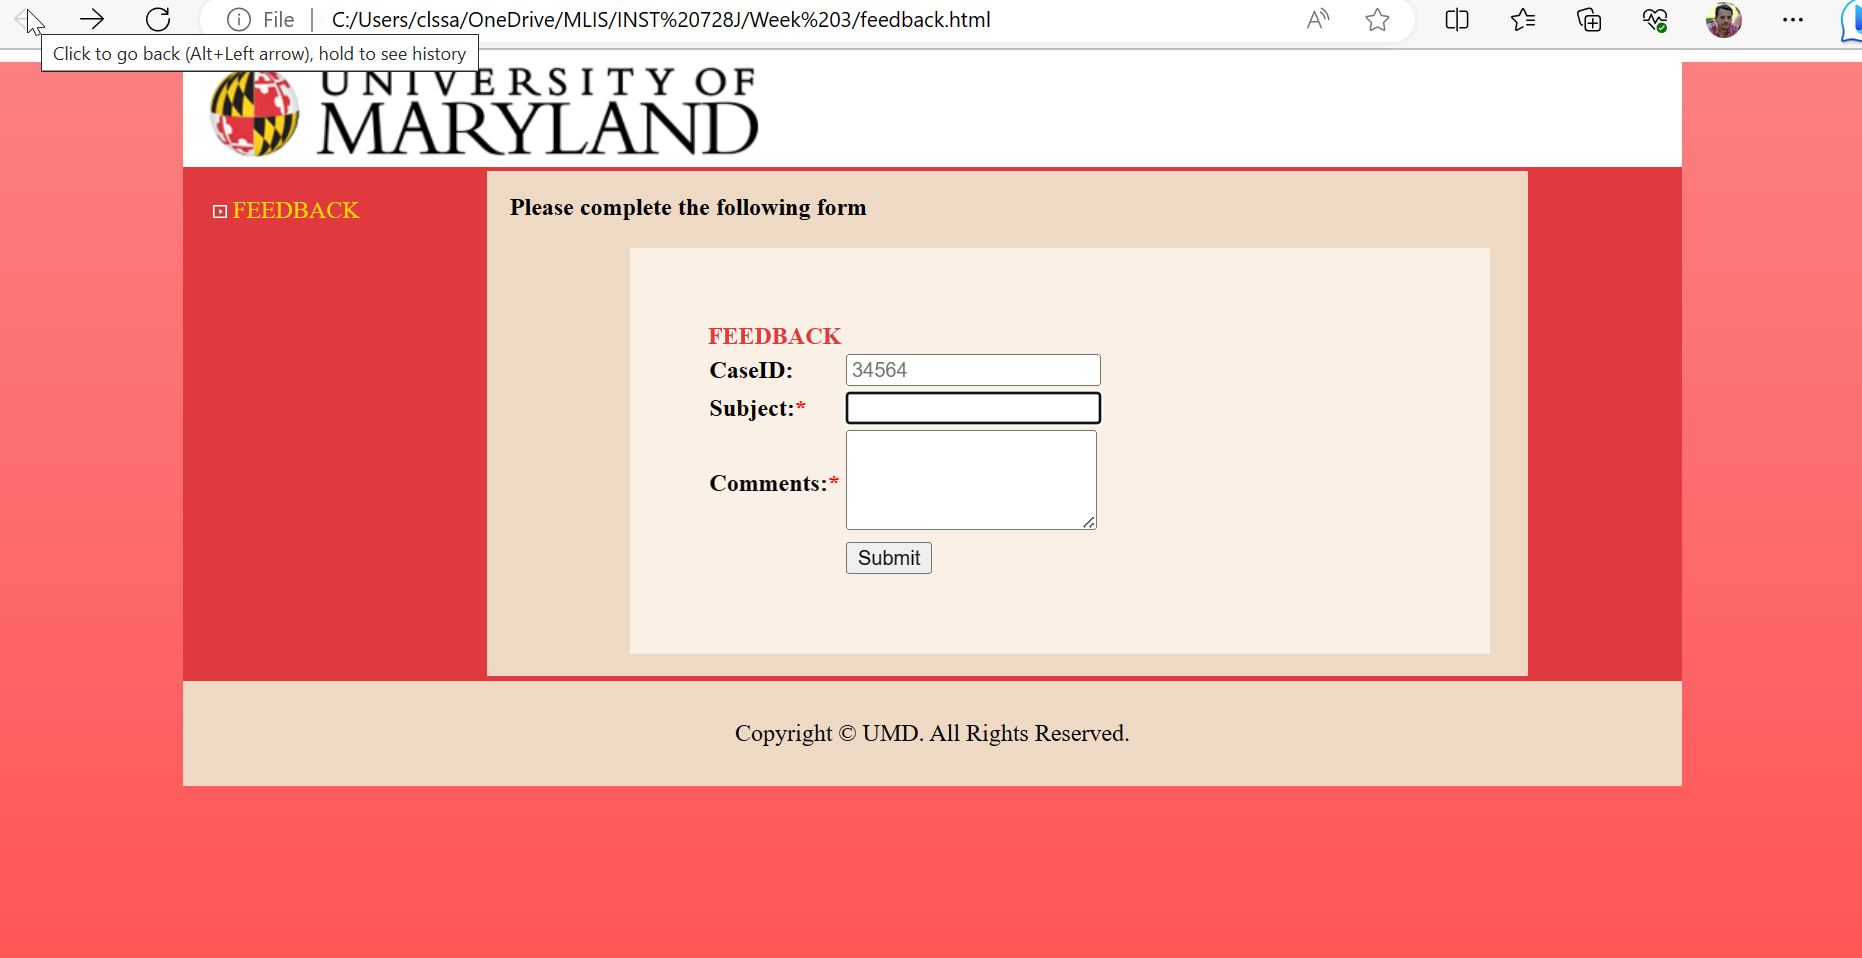 File | C:/Users/clssa/OneDrive/MLIS/INST%20728J/Week%203/feedback.html
Click to go back (Alt+Left arrow), hold to see history
UNIVERSITY OF
MARYLAND
FEEDBACK
Please complete the following form
FEEDBACK
CaseID: 34564
Subject:*
Comments:*
Submit
Copyright © UMD. All Rights Reserved.